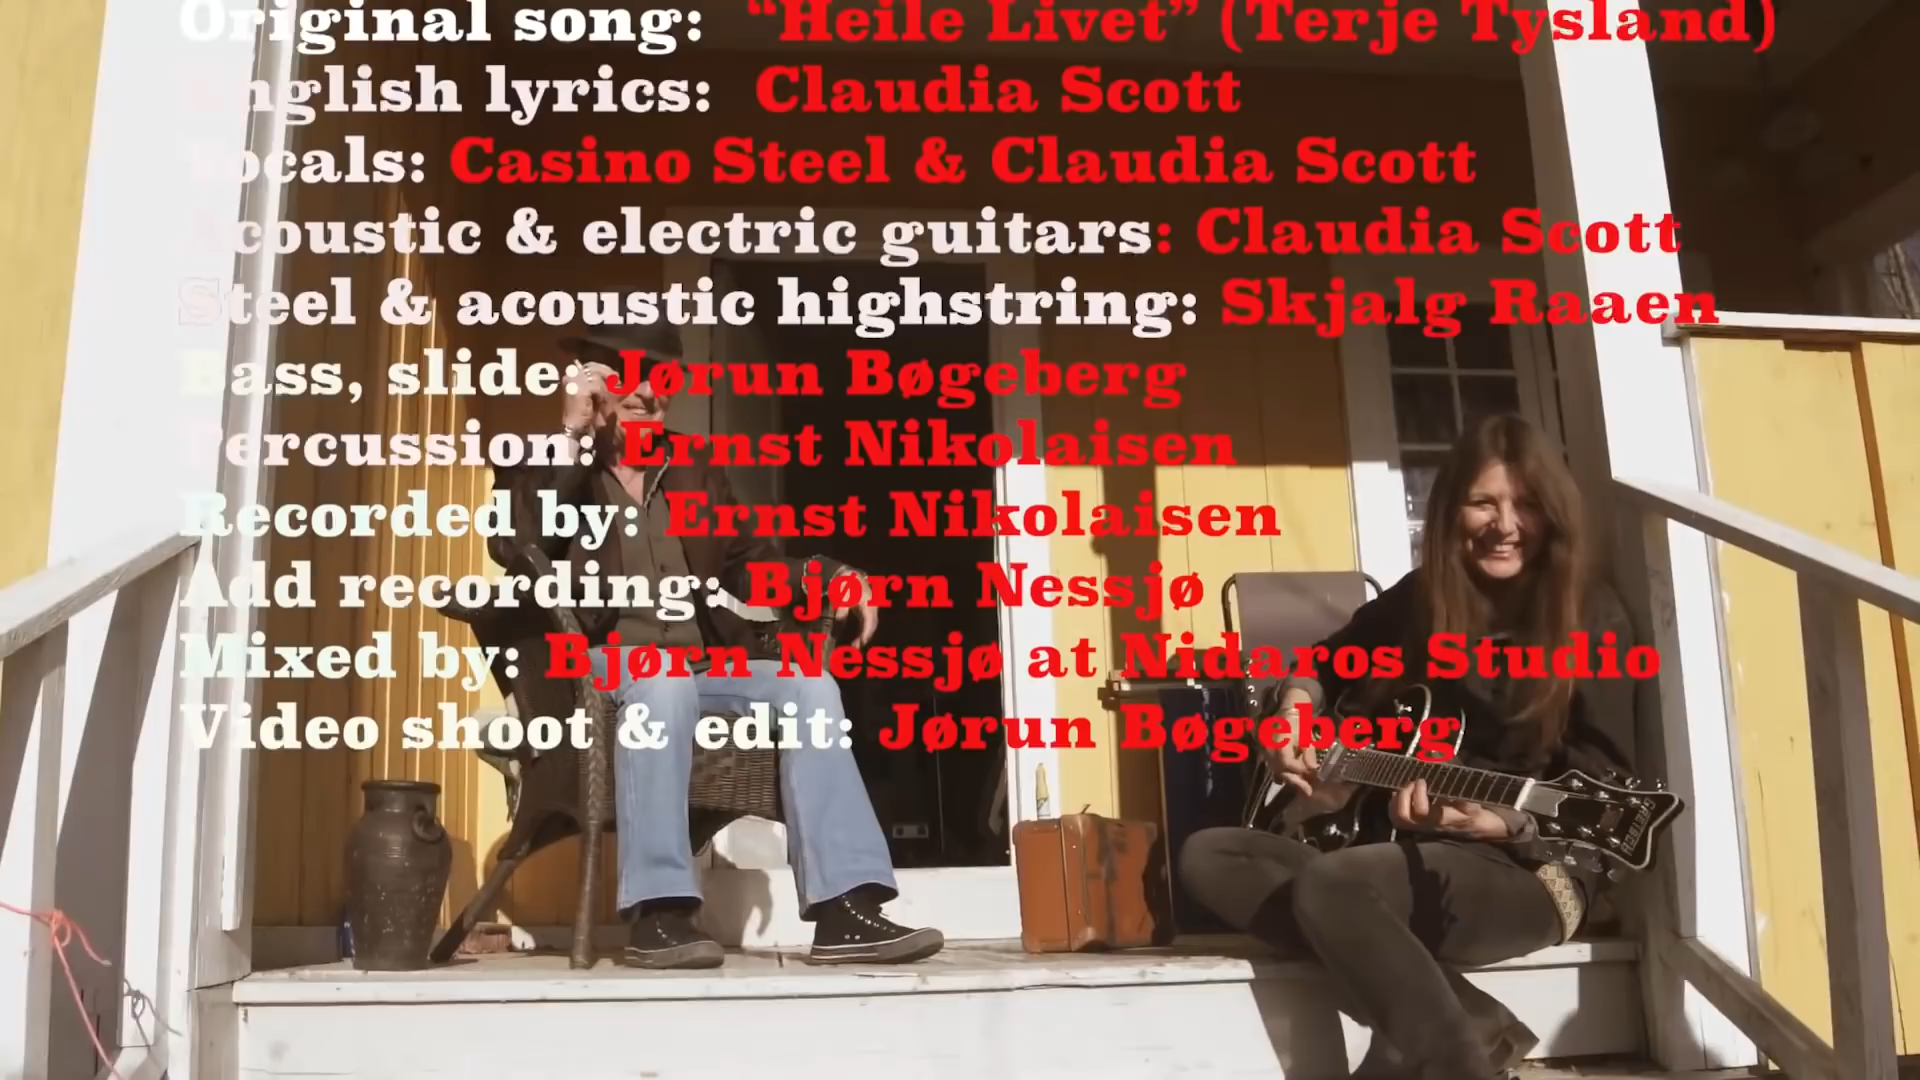 Original song: “Heile Livet” (Terje Tysland)
English lyrics: Claudia Scott
Vocals: Casino Steel & Claudia Scott
Acoustic & electric guitars: Claudia Scott
Steel & acoustic highstring: Skjalg Raaen
Bass, slide: Jørun Bøgeberg
Percussion: Ernst Nikolaisen
Recorded by: Ernst Nikolaisen
Add recording: Bjørn Nessjø
Mixed by: Bjørn Nessjø at Nidaros Studio
Video shoot & edit: Jørun Bøgeberg
GRETSCH